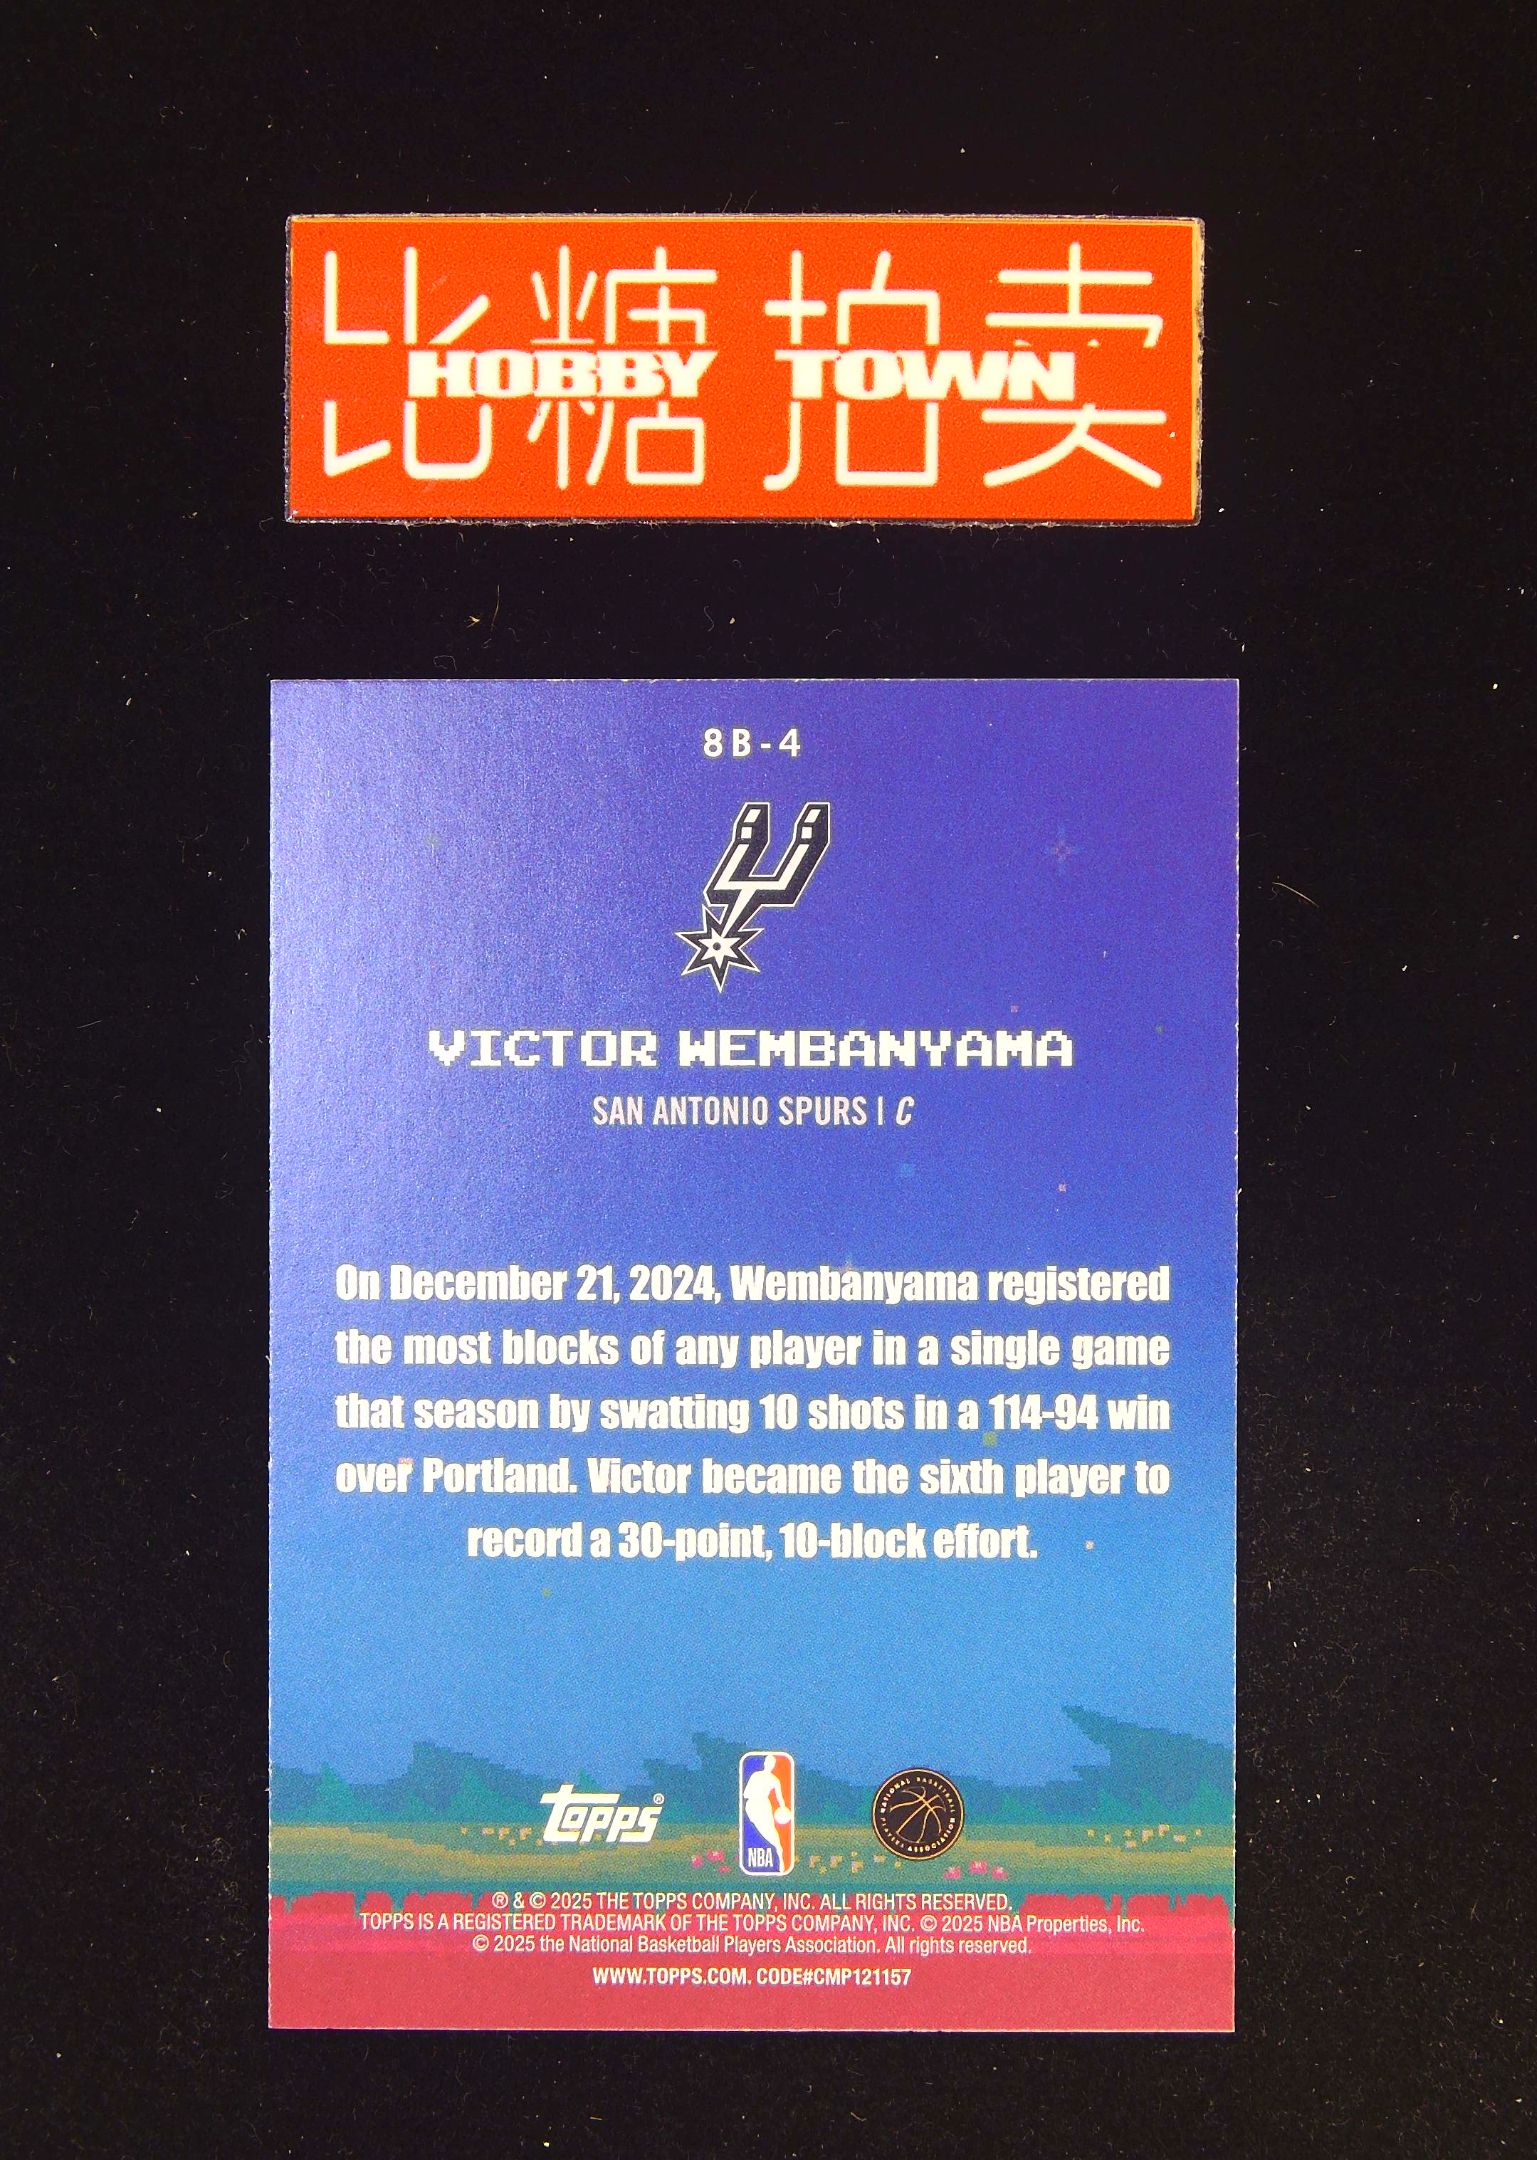 比糖 拍卖
HOBBY TOWN
8B-4
VICTOR WEMBANYAMA
SAN ANTONIO SPURS | C
On December 21, 2024, Wembanyama registered
the most blocks of any player in a single game
that season by swatting 10 shots in a 114-94 win
over Portland. Victor became the sixth player to
record a 30-point, 10-block effort.
topps®
NBA
NATIONAL BASKETBALL PLAYERS ASSOCIATION
® & © 2025 THE TOPPS COMPANY, INC. ALL RIGHTS RESERVED.
TOPPS IS A REGISTERED TRADEMARK OF THE TOPPS COMPANY, INC. © 2025 NBA Properties, Inc.
© 2025 the National Basketball Players Association. All rights reserved.
WWW.TOPPS.COM. CODE#CMP121157